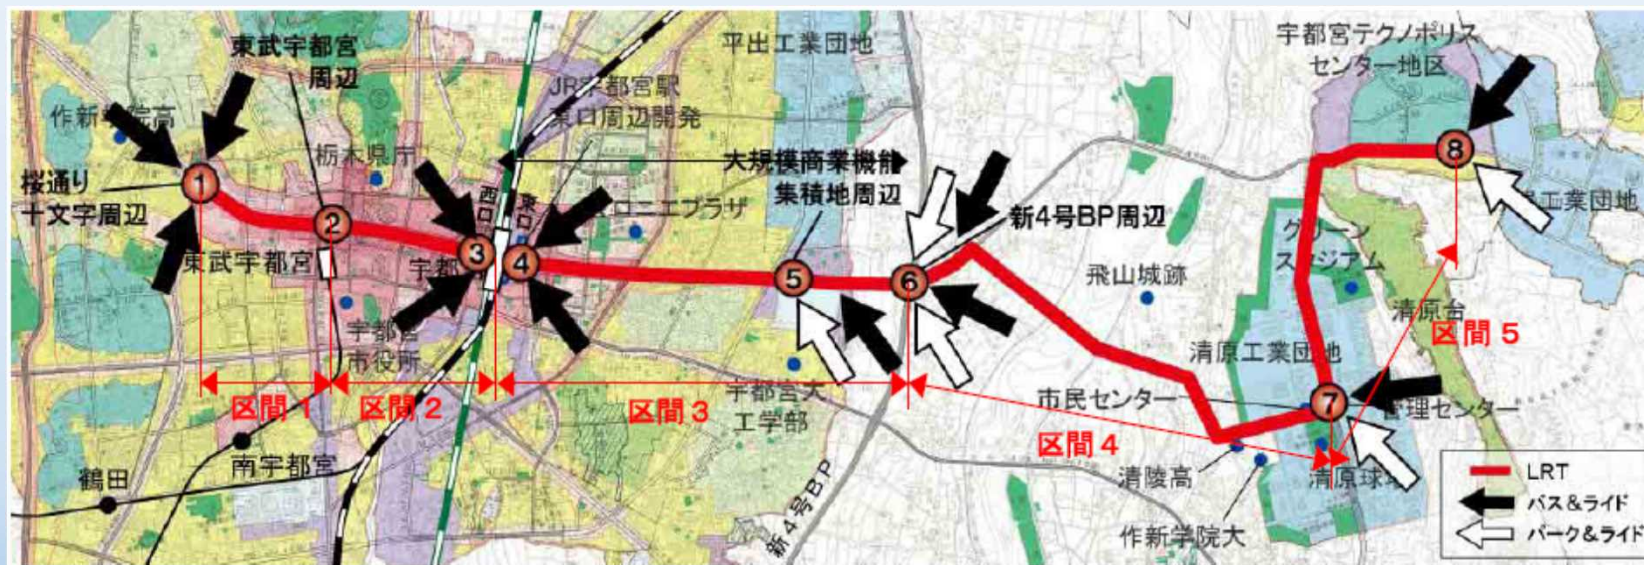 東武宇都宮
周辺
作新学院高
桜通り
十文字周辺
栃木県庁
JR宇都宮駅
東口周辺開発
平出工業団地
大規模商業機能
集積地周辺
宇都宮テクノポリス
センター地区
西口
東口
新4号BP周辺
東武宇都宮
飛山城跡
グリーン
スタジアム
清原台
宇都宮
市役所
清原工業団地
市民センター
管理センター
宇都宮大
工学部
南宇都宮
鶴田
清陵高
清原球場
作新学院大
新4号BP
1
2
3
4
5
6
7
8
区間1
区間2
区間3
区間4
区間5
LRT
バス&ライド
パーク&ライド